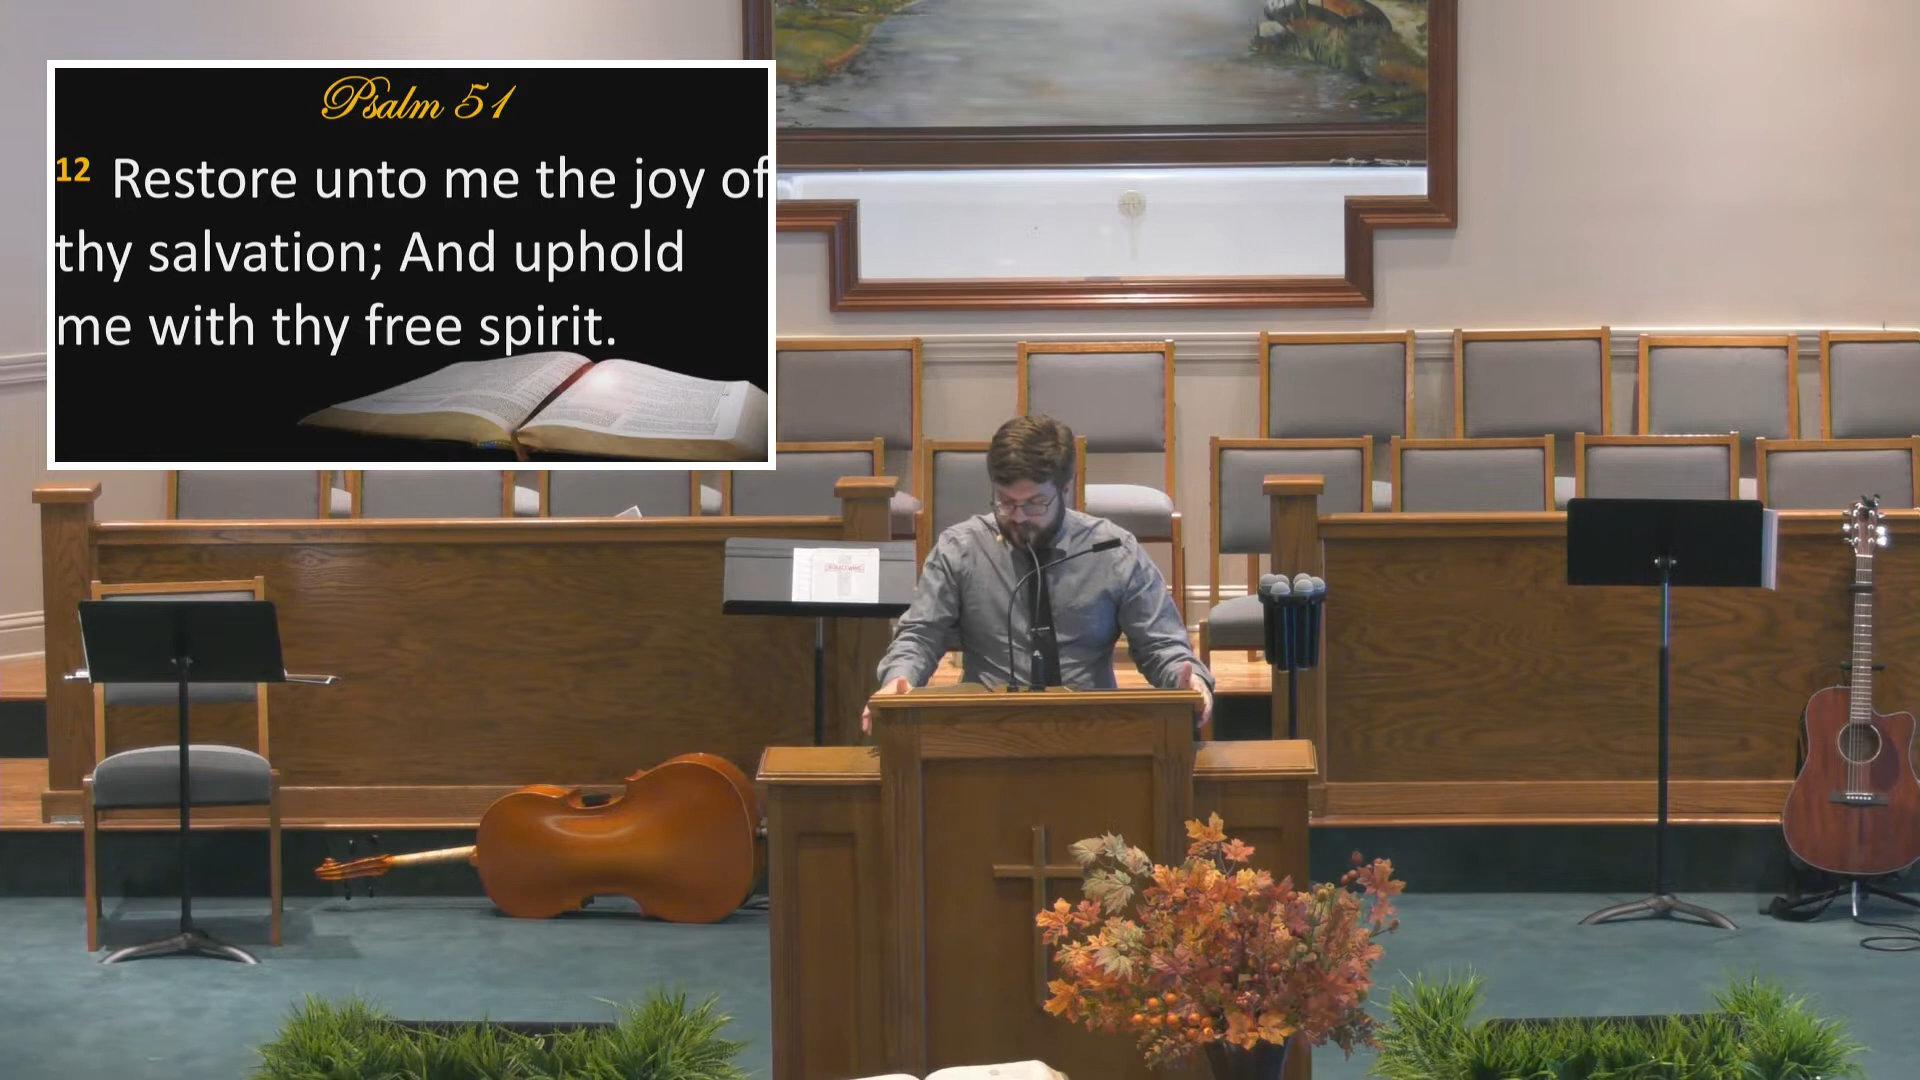 Psalm 51
12 Restore unto me the joy of
thy salvation; And uphold
me with thy free spirit.